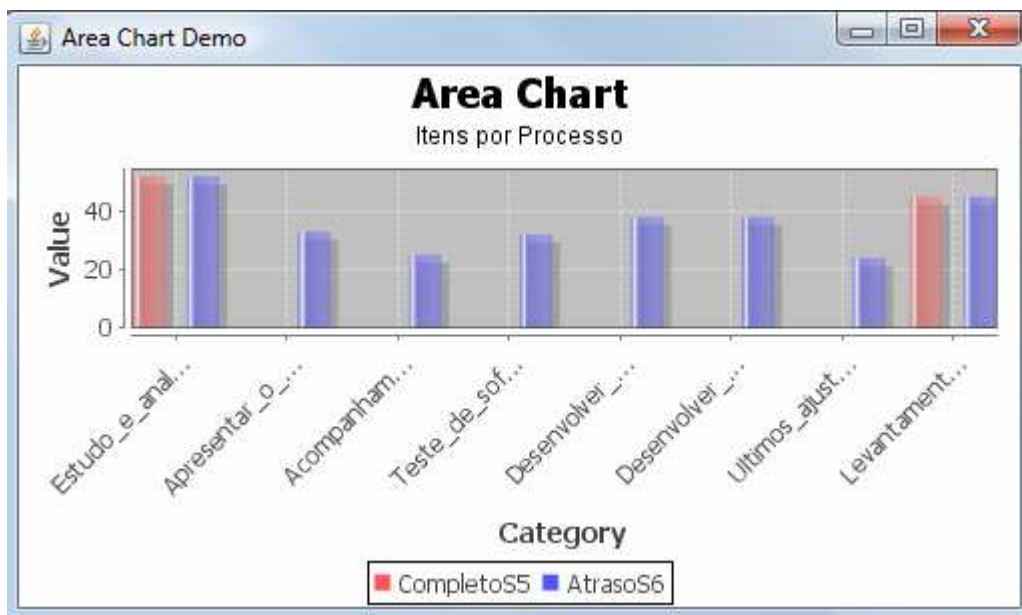 Area Chart Demo
Area Chart
Itens por Processo
Value
40
20
0
Estudo_e_anal...
Apresentar_o_...
Acompanham...
Teste_de_sof...
Desenvolver_...
Desenvolver_...
Ultimos_ajust...
Levantament...
Category
CompletoS5 AtrasoS6